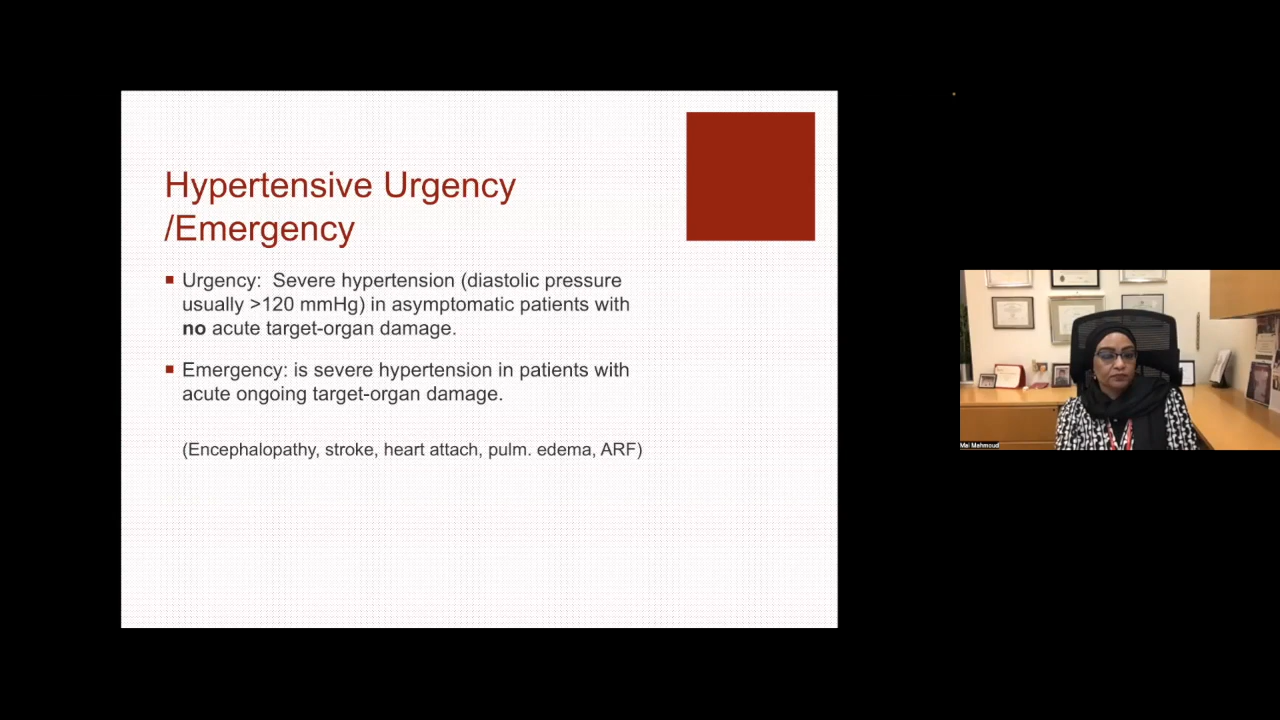 Hypertensive Urgency
/Emergency
Urgency: Severe hypertension (diastolic pressure
usually >120 mmHg) in asymptomatic patients with
no acute target-organ damage.
Emergency: is severe hypertension in patients with
acute ongoing target-organ damage.
(Encephalopathy, stroke, heart attach, pulm. edema, ARF)
Mai Mahmoud